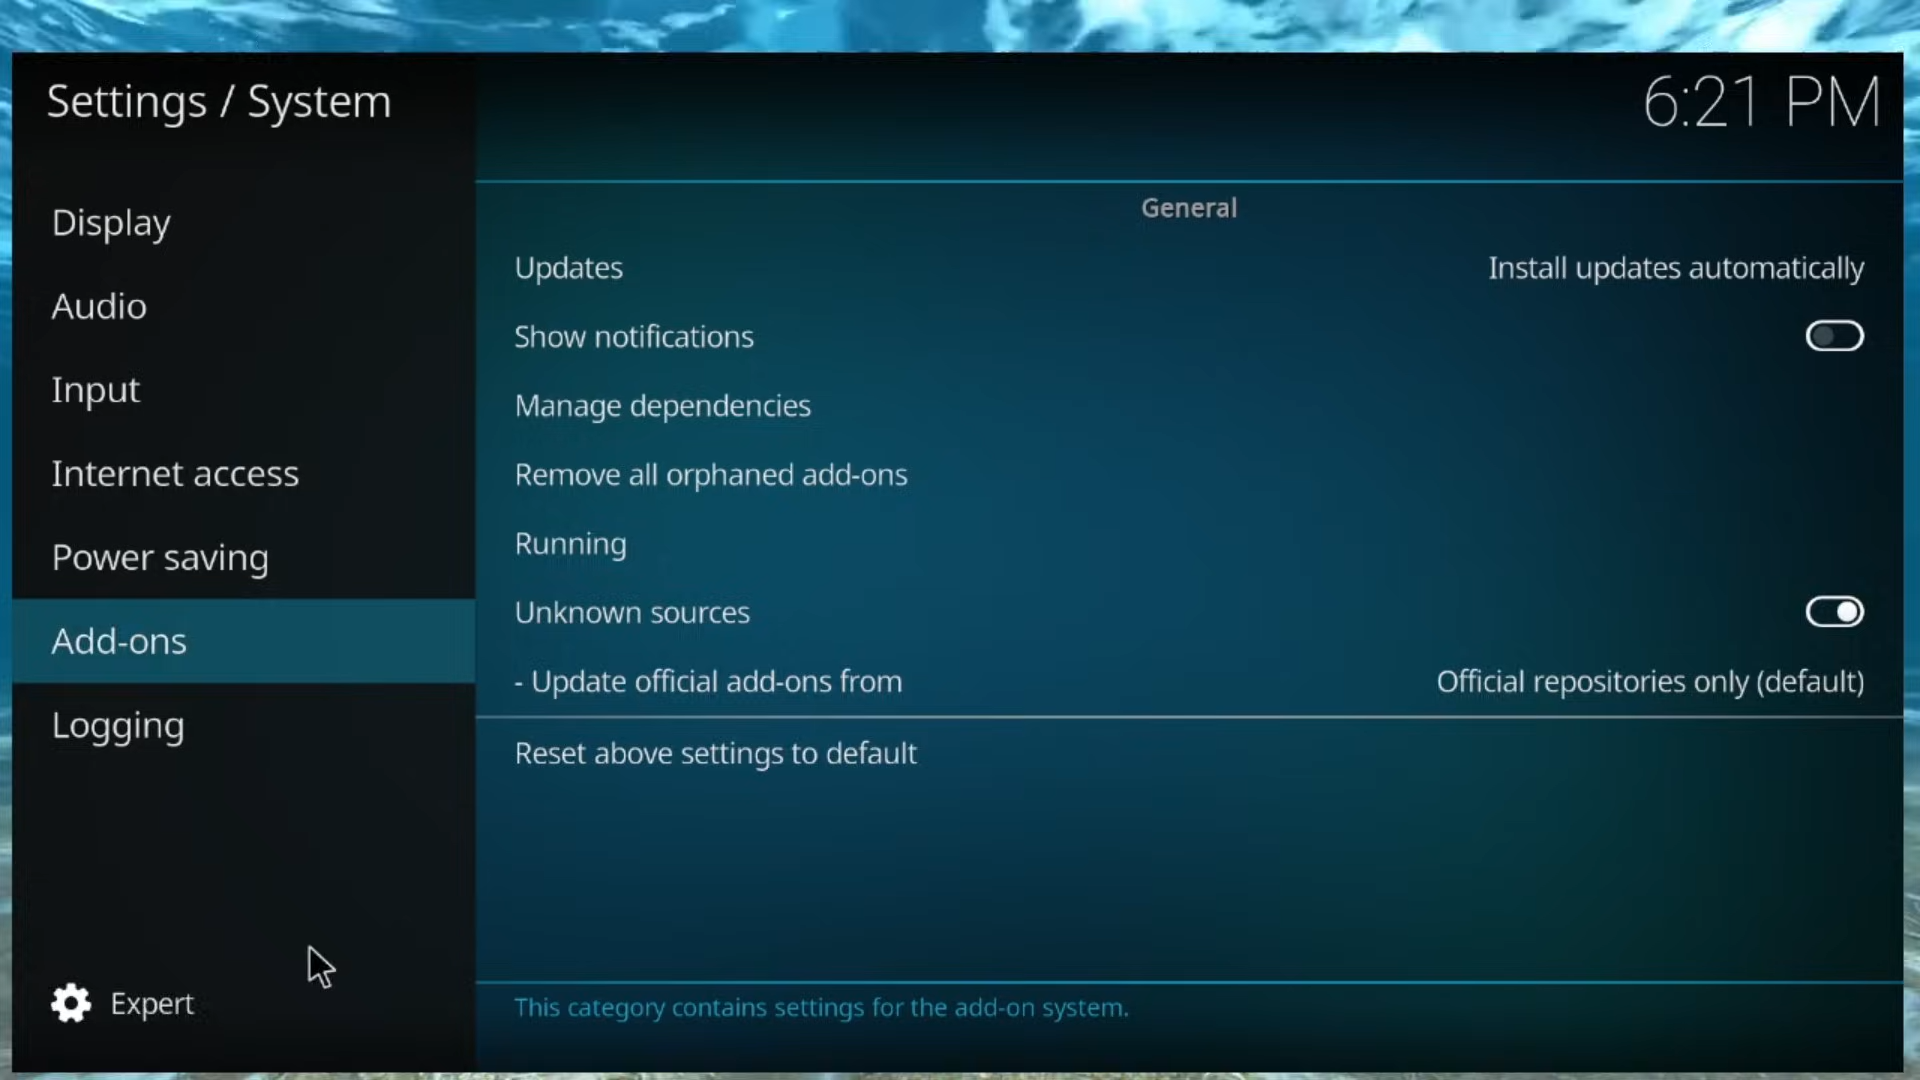 Settings / System
6:21 PM
Display
Audio
Input
Internet access
Power saving
Add-ons
Logging
Expert
General
Updates Install updates automatically
Show notifications
Manage dependencies
Remove all orphaned add-ons
Running
Unknown sources
- Update official add-ons from Official repositories only (default)
Reset above settings to default
This category contains settings for the add-on system.